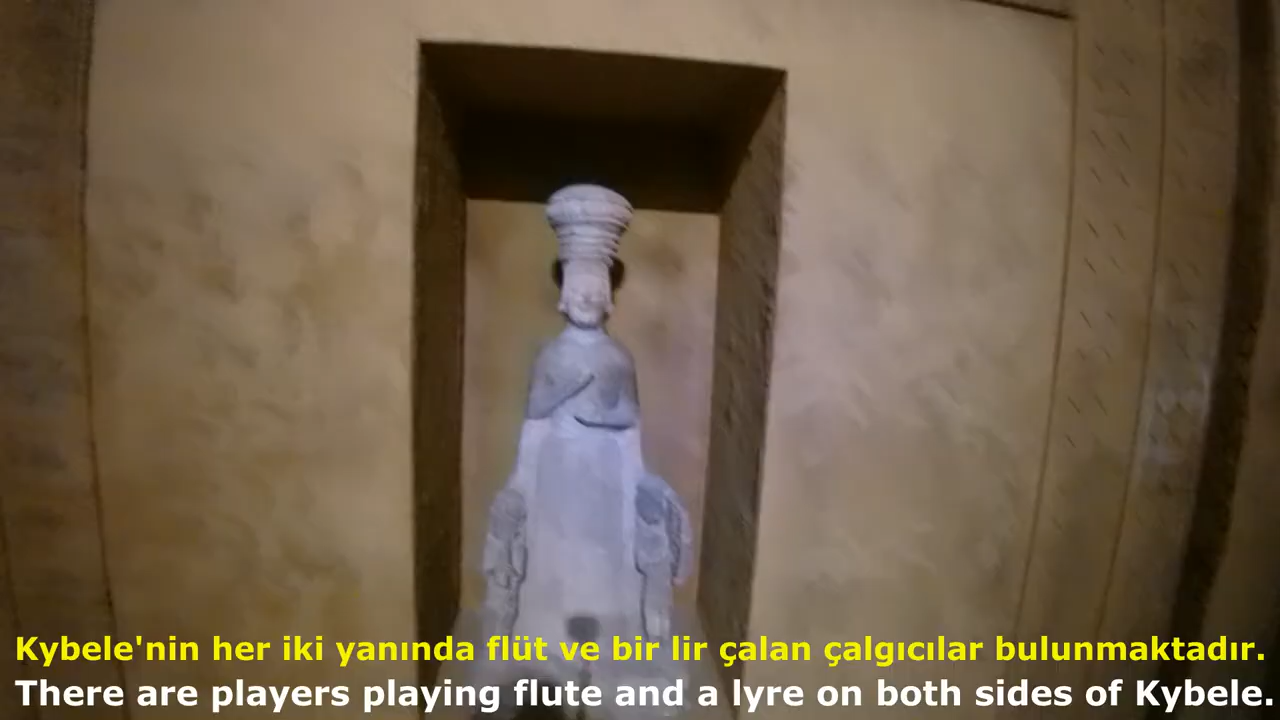 Kybele'nin her iki yanında flüt ve bir lir çalan çalgıcılar bulunmaktadır.
There are players playing flute and a lyre on both sides of Kybele.